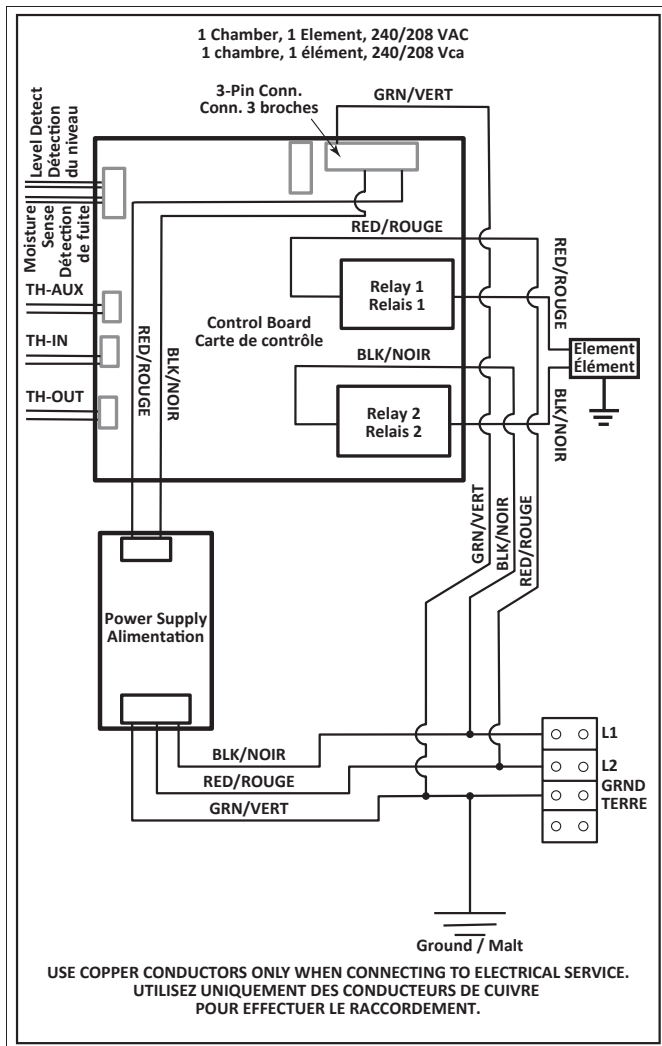 1 Chamber, 1 Element, 240/208 VAC
1 chambre, 1 élément, 240/208 Vca
3-Pin Conn.
Conn. 3 broches
GRN/VERT
Level Detect
Détection
du niveau
Moisture
Sense
Détection
de fuite
TH-AUX
TH-IN
TH-OUT
RED/ROUGE
Relay 1
Relais 1
RED/ROUGE
Control Board
Carte de contrôle
RED/ROUGE
BLK/NOIR
BLK/NOIR
Relay 2
Relais 2
Element
Élément
BLK/NOIR
GRN/VERT
BLK/NOIR
RED/ROUGE
Power Supply
Alimentation
BLK/NOIR
RED/ROUGE
GRN/VERT
L1
L2
GRND
TERRE
Ground / Malt
USE COPPER CONDUCTORS ONLY WHEN CONNECTING TO ELECTRICAL SERVICE.
UTILISEZ UNIQUEMENT DES CONDUCTEURS DE CUIVRE
POUR EFFECTUER LE RACCORDEMENT.